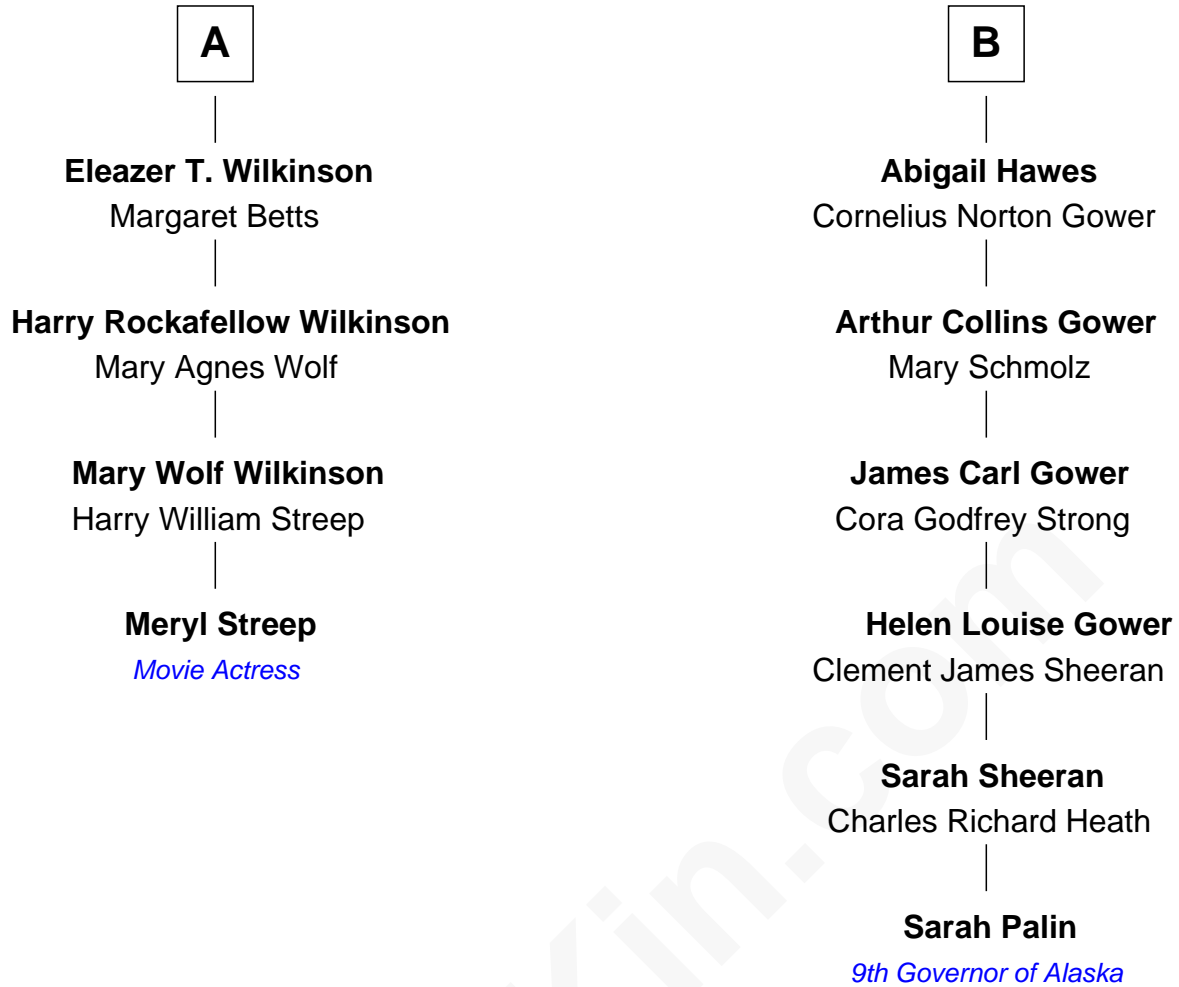 A
Eleazer T. Wilkinson
Margaret Betts
Harry Rockafellow Wilkinson
Mary Agnes Wolf
Mary Wolf Wilkinson
Harry William Streep
Meryl Streep
Movie Actress
B
Abigail Hawes
Cornelius Norton Gower
Arthur Collins Gower
Mary Schmolz
James Carl Gower
Cora Godfrey Strong
Helen Louise Gower
Clement James Sheeran
Sarah Sheeran
Charles Richard Heath
Sarah Palin
9th Governor of Alaska